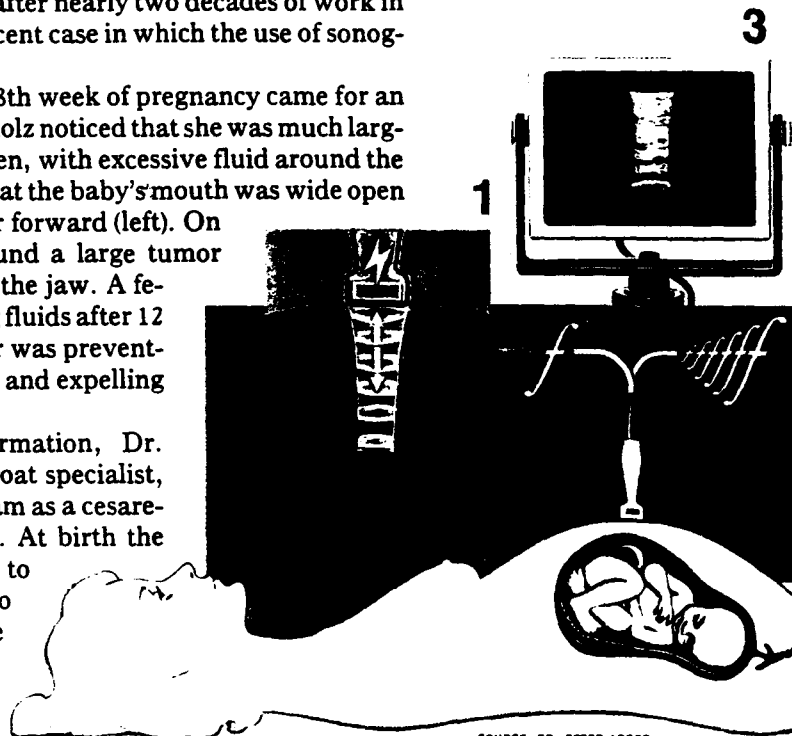 after nearly two decades of work in
cent case in which the use of sonog-
8th week of pregnancy came for an
olz noticed that she was much larg-
en, with excessive fluid around the
at the baby's mouth was wide open
r forward (left). On
und a large tumor
the jaw. A fe-
fluids after 12
r was prevent-
and expelling
rmation, Dr.
oat specialist,
am as a cesare-
. At birth the
to
o
e
1
3